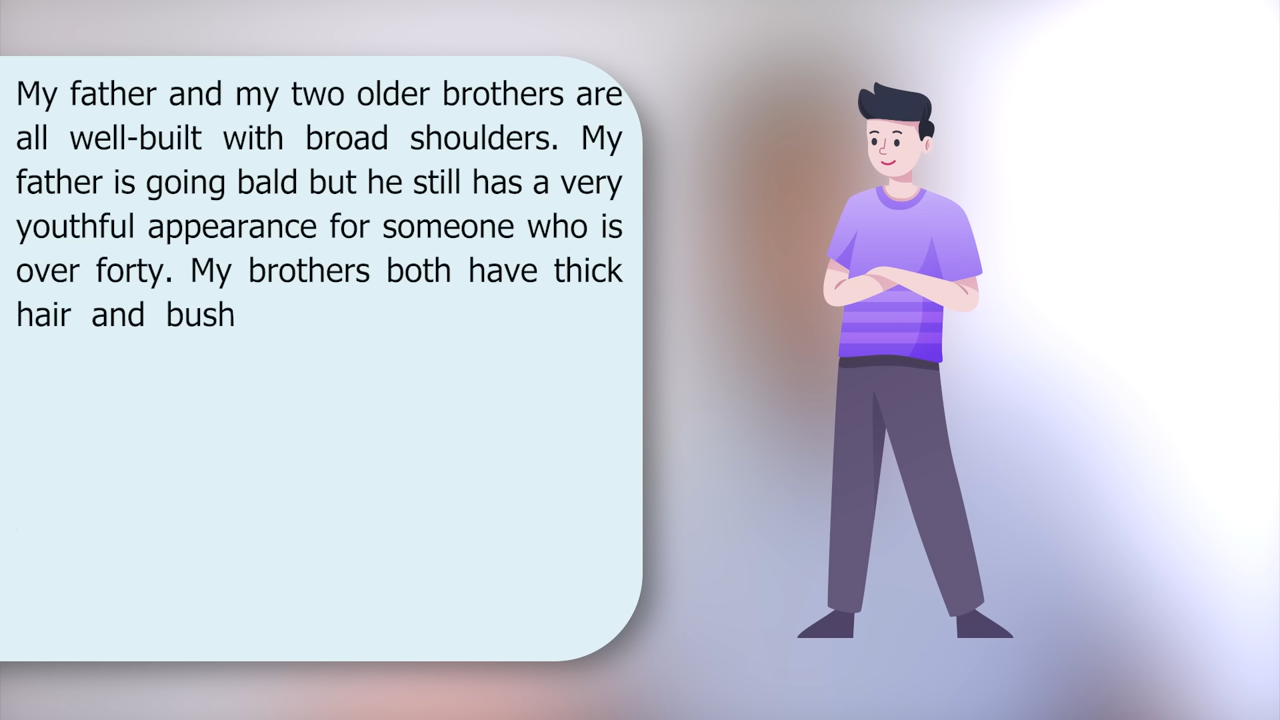 My father and my two older brothers are
all well-built with broad shoulders. My
father is going bald but he still has a very
youthful appearance for someone who is
over forty. My brothers both have thick
hair and bush